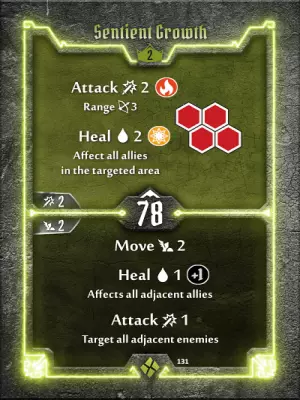 Sentient Growth
2
Attack 2
Range 3
Heal 2
Affect all allies
in the targeted area
2
78
2
Move 2
Heal 1 +1
Affects all adjacent allies
Attack 1
Target all adjacent enemies
131